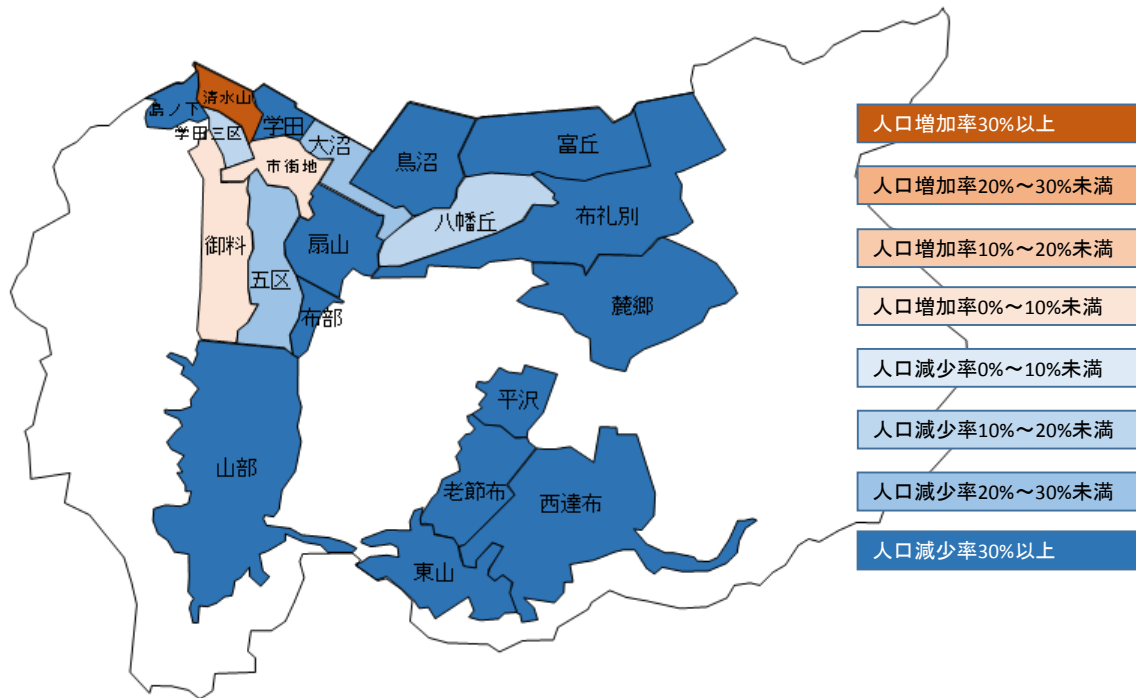 清水山
島ノ下
学田
学田三区
大沼
市街地
鳥沼
富丘
八幡丘
布礼別
御料
扇山
五区
布部
麓郷
平沢
山部
老節布
西達布
東山
人口増加率30%以上
人口増加率20%～30%未満
人口増加率10%～20%未満
人口増加率0%～10%未満
人口減少率0%～10%未満
人口減少率10%～20%未満
人口減少率20%～30%未満
人口減少率30%以上